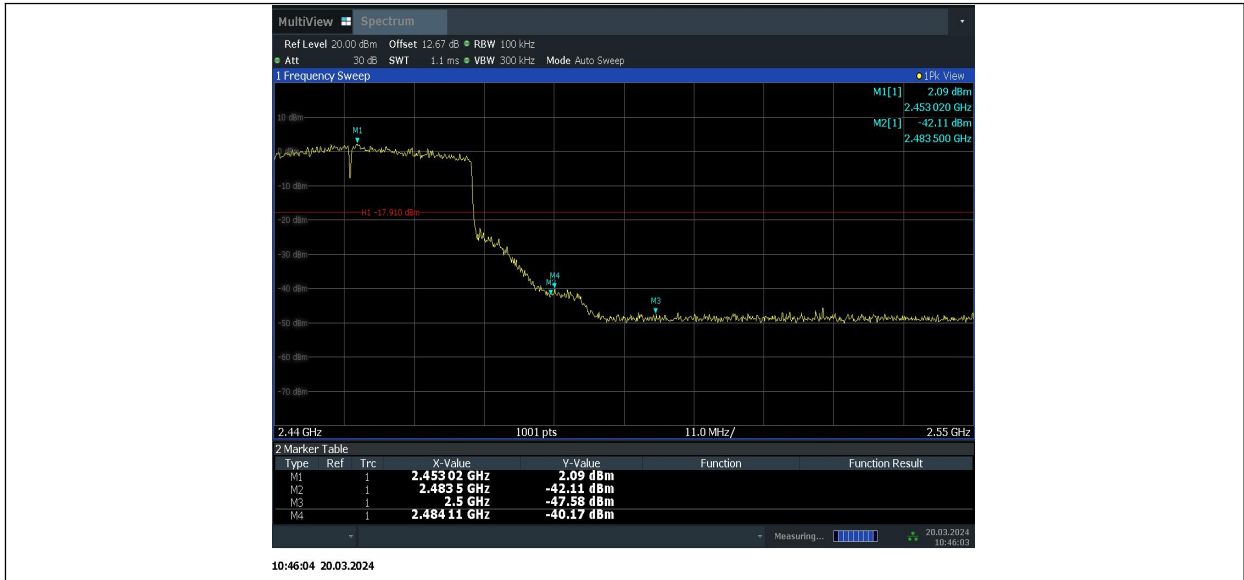 MultiView Spectrum
Ref Level 20.00 dBm Offset 12.67 dB RBW 100 kHz
Att 30 dB SWT 1.1 ms VBW 300 kHz Mode Auto Sweep
1 Frequency Sweep 1Pk View
M1[1] 2.09 dBm
2.453 020 GHz
10 dBm M2[1] -42.11 dBm
M1 2.483 500 GHz
0 dBm
-10 dBm
H1 -17.910 dBm
-20 dBm
-30 dBm
M4
M2
-40 dBm
M3
-50 dBm
-60 dBm
-70 dBm
2.44 GHz 1001 pts 11.0 MHz/ 2.55 GHz
2 Marker Table
Type Ref Trc X-Value Y-Value Function Function Result
M1 1 2.453 02 GHz 2.09 dBm
M2 1 2.483 5 GHz -42.11 dBm
M3 1 2.5 GHz -47.58 dBm
M4 1 2.484 11 GHz -40.17 dBm
Measuring... 20.03.2024
10:46:03
10:46:04 20.03.2024